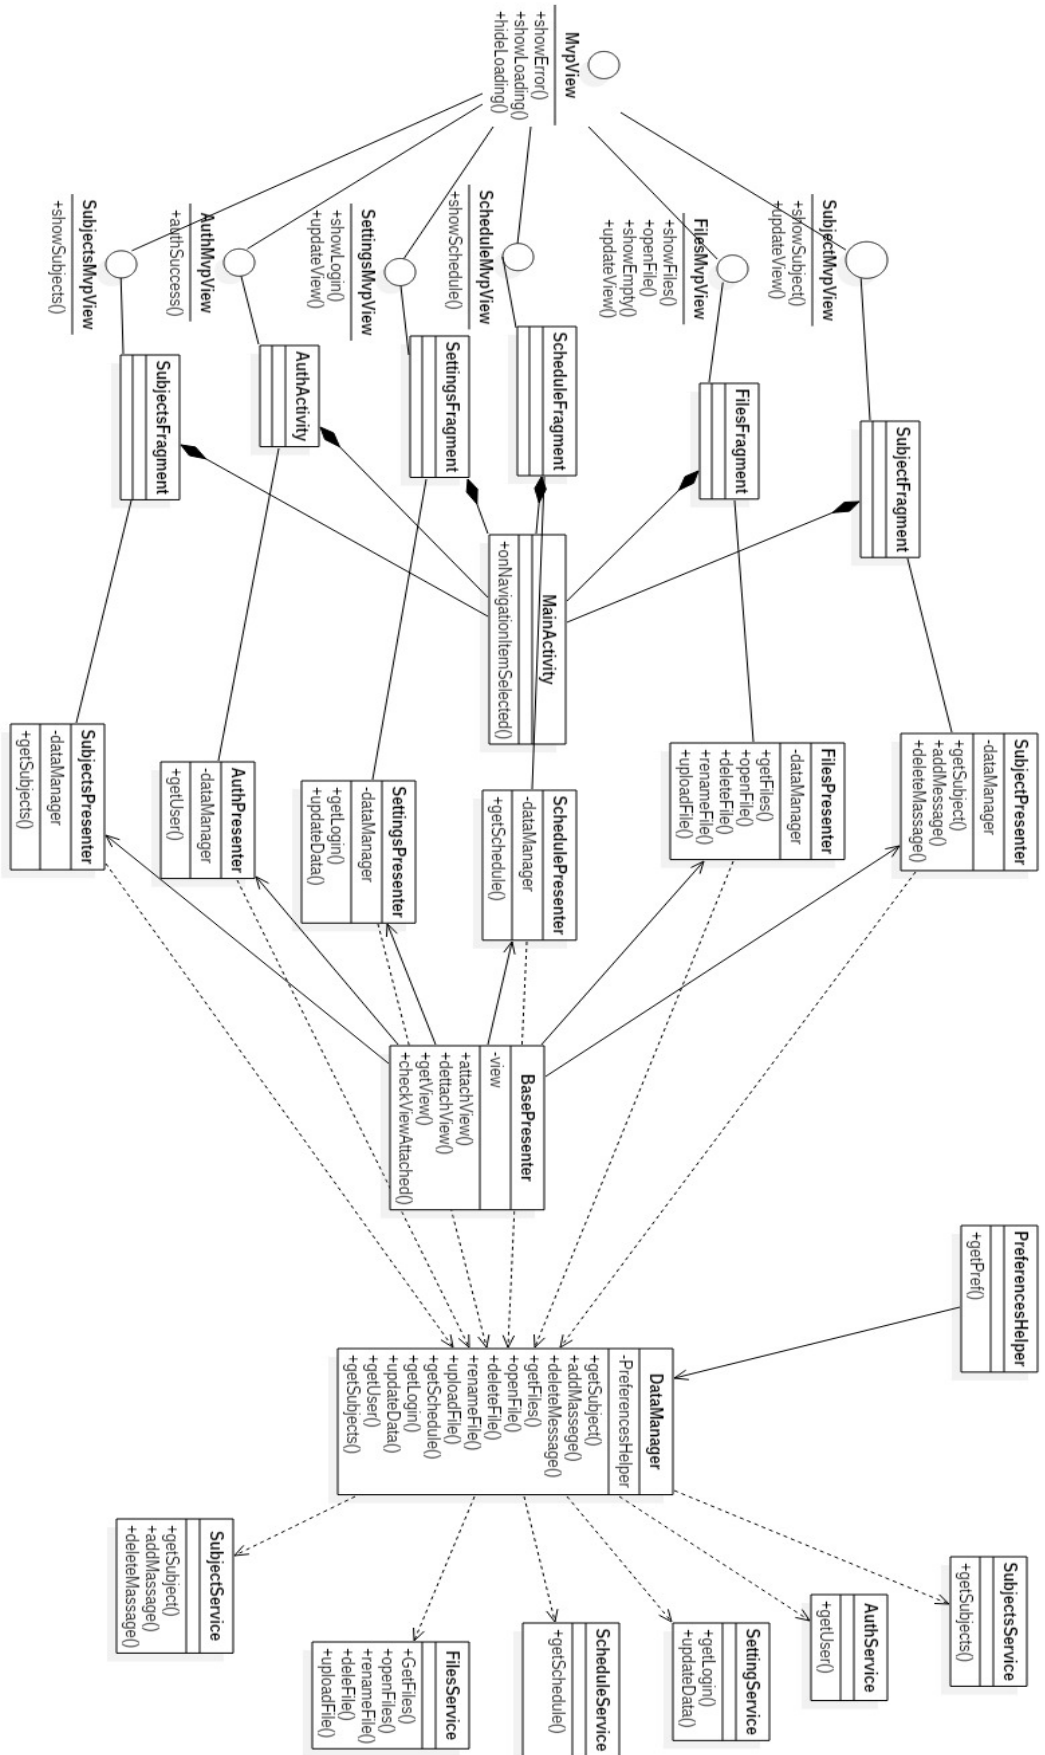 MvpView
+showError()
+showLoading()
+hideLoading()
SubjectMvpView
+showSubject()
+updateView()
FilesMvpView
+showFiles()
+openFile()
+showEmpty()
+updateView()
ScheduleMvpView
+showSchedule()
SettingsMvpView
+showLogin()
+updateView()
AuthMvpView
+authSuccess()
SubjectsMvpView
+showSubjects()
SubjectFragment
FilesFragment
ScheduleFragment
SettingsFragment
AuthActivity
SubjectsFragment
MainActivity
+onNavigationItemSelected()
SubjectPresenter
-dataManager
+getSubject()
+addMessage()
+deleteMassage()
FilesPresenter
-dataManager
+getFiles()
+openFile()
+deleteFile()
+renameFile()
+uploadFile()
SchedulePresenter
-dataManager
+getSchedule()
SettingsPresenter
-dataManager
+getLogin()
+updateData()
AuthPresenter
-dataManager
+getUser()
SubjectsPresenter
-dataManager
+getSubjects()
BasePresenter
-view
+attachView()
+dettachView()
+getView()
+checkViewAttached()
PreferencesHelper
+getPref()
DataManager
-PreferencesHelper
+getSubject()
+addMassege()
+deleteMessage()
+getFiles()
+openFile()
+deleteFile()
+renameFile()
+uploadFile()
+getSchedule()
+getLogin()
+updateData()
+getUser()
+getSubjects()
SubjectsService
+getSubjects()
AuthService
+getUser()
SettingService
+getLogin()
+updateData()
ScheduleService
+getSchedule()
FilesService
+GetFiles()
+openFiles()
+renameFile()
+deleFile()
+uploadFile()
SubjectService
+getSubject()
+addMassage()
+deleteMassage()